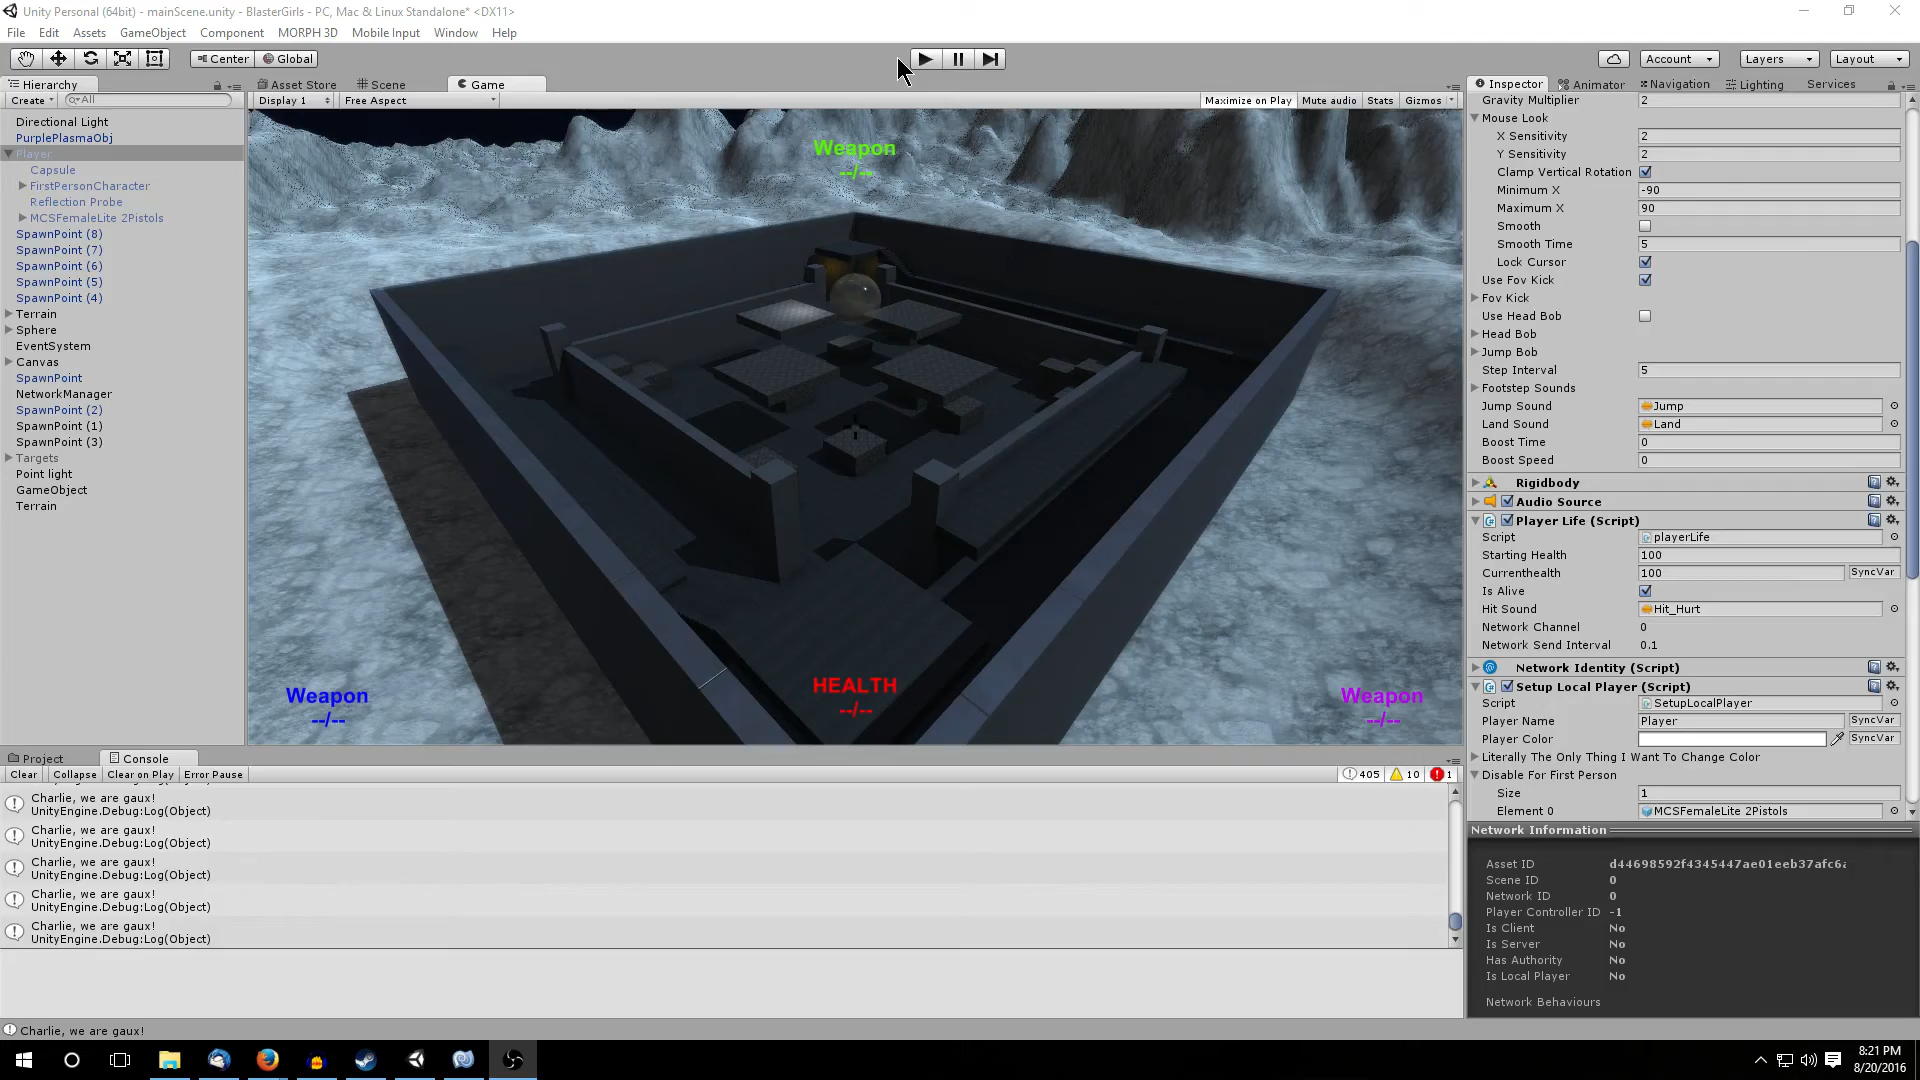 Unity Personal (64bit) - mainScene.unity - BlasterGirls - PC, Mac & Linux Standalone* <DX11>
File Edit Assets GameObject Component MORPH 3D Mobile Input Window Help
Center Global Account Layers Layout
Hierarchy Asset Store Scene Game Inspector Animator Navigation Lighting Services
Create All Display 1 Free Aspect Maximize on Play Mute audio Stats Gizmos
Directional Light
PurplePlasmaObj
Player
Capsule
FirstPersonCharacter
Reflection Probe
MCSFemaleLite 2Pistols
SpawnPoint (8)
SpawnPoint (7)
SpawnPoint (6)
SpawnPoint (5)
SpawnPoint (4)
Terrain
Sphere
EventSystem
Canvas
SpawnPoint
NetworkManager
SpawnPoint (2)
SpawnPoint (1)
SpawnPoint (3)
Targets
Point light
GameObject
Terrain
Weapon
--/--
Weapon
--/--
HEALTH
--/--
Weapon
--/--
Gravity Multiplier 2
Mouse Look
X Sensitivity 2
Y Sensitivity 2
Clamp Vertical Rotation
Minimum X -90
Maximum X 90
Smooth
Smooth Time 5
Lock Cursor
Use Fov Kick
Fov Kick
Use Head Bob
Head Bob
Jump Bob
Step Interval 5
Footstep Sounds
Jump Sound Jump
Land Sound Land
Boost Time 0
Boost Speed 0
Rigidbody
Audio Source
Player Life (Script)
Script playerLife
Starting Health 100
Currenthealth 100 SyncVar
Is Alive
Hit Sound Hit_Hurt
Network Channel 0
Network Send Interval 0.1
Network Identity (Script)
Setup Local Player (Script)
Script SetupLocalPlayer
Player Name Player SyncVar
Player Color SyncVar
Literally The Only Thing I Want To Change Color
Disable For First Person
Size 1
Element 0 MCSFemaleLite 2Pistols
Network Information
Asset ID d44698592f4345447ae01eeb37afc6
Scene ID 0
Network ID 0
Player Controller ID -1
Is Client No
Is Server No
Has Authority No
Is Local Player No
Network Behaviours
Project Console
Clear Collapse Clear on Play Error Pause 405 10 1
Charlie, we are gaux!
UnityEngine.Debug:Log(Object)
Charlie, we are gaux!
UnityEngine.Debug:Log(Object)
Charlie, we are gaux!
UnityEngine.Debug:Log(Object)
Charlie, we are gaux!
UnityEngine.Debug:Log(Object)
Charlie, we are gaux!
UnityEngine.Debug:Log(Object)
Charlie, we are gaux!
8:21 PM
8/20/2016